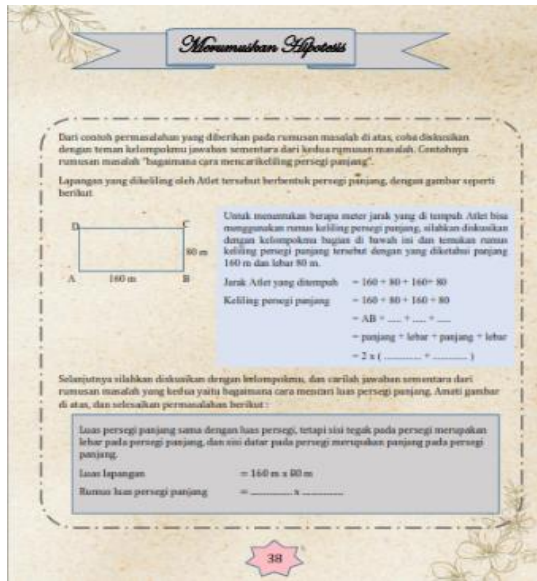 Merumuskan Hipotesis
Dari contoh permasalahan yang diberikan pada rumusan masalah di atas, coba diskusikan
dengan teman kelompokmu jawaban sementara dari kedua rumusan masalah. Contohnya
rumusan masalah "bagaimana cara mencarikeliling persegi panjang".
Lapangan yang dikeliling oleh Atlet tersebut berbentuk persegi panjang, dengan gambar seperti
berikut
D
C
80 m
A
160 m
B
Untuk menentukan berapa meter jarak yang di tempuh Atlet bisa
menggunakan rumus keliling persegi panjang, silahkan diskusikan
dengan kelompokmu bagian di bawah ini dan temukan rumus
keliling persegi panjang tersebut dengan yang diketahui panjang
160 m dan lebar 80 m.
Jarak Atlet yang ditempuh = 160 + 80 + 160+ 80
Keliling persegi panjang = 160 + 80 + 160 + 80
= AB + ..... + ..... + .....
= panjang + lebar + panjang + lebar
= 2 x ( ............. + ............ )
Selanjutnya silahkan diskusikan dengan kelompokmu, dan carilah jawaban sementara dari
rumusan masalah yang kedua yaitu bagaimana cara mencari luas persegi panjang. Amati gambar
di atas, dan selesaikan permasalahan berikut :
Luas persegi panjang sama dengan luas persegi, tetapi sisi tegak pada persegi merupakan
lebar pada persegi panjang, dan sisi datar pada persegi merupakan panjang pada persegi
panjang.
Luas lapangan = 160 m x 80 m
Rumus luas persegi panjang = .............. x ..............
38